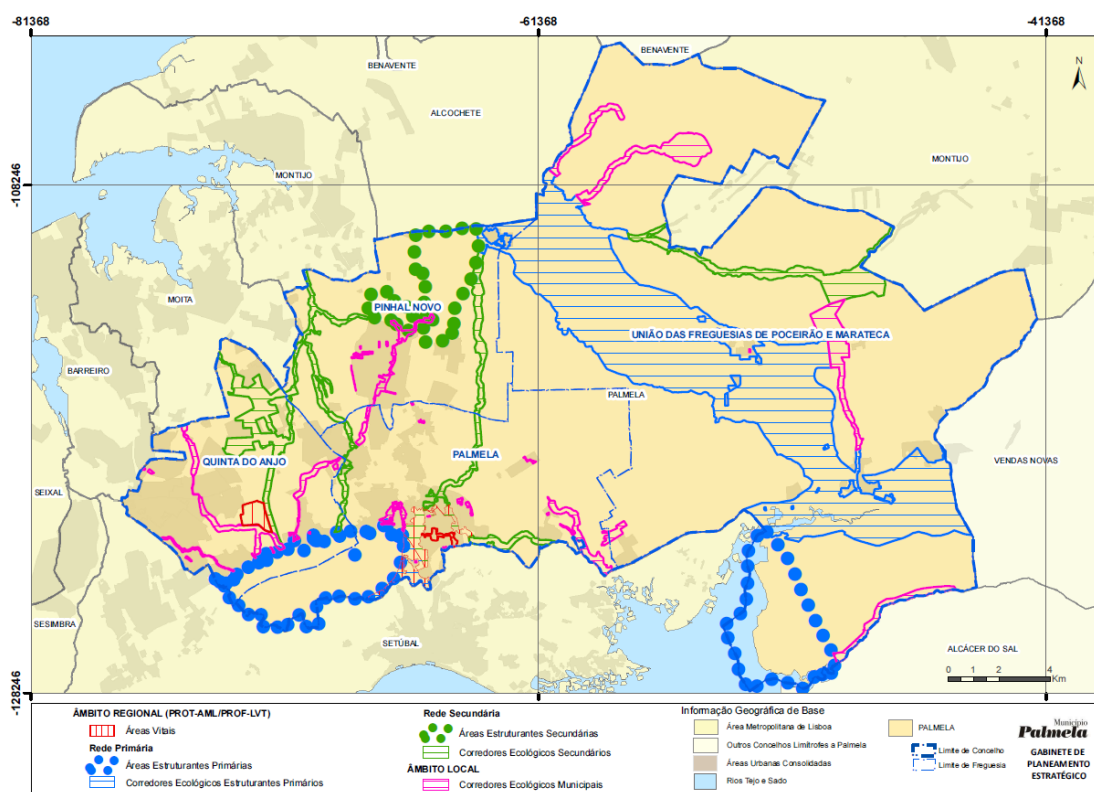 -81368
-61368
-41368
BENAVENTE
BENAVENTE
N
ALCOCHETE
MONTIJO
MONTIJO
-108246
MOITA
PINHAL NOVO
UNIÃO DAS FREGUESIAS DE POCEIRÃO E MARATECA
BARREIRO
PALMELA
PALMELA
QUINTA DO ANJO
VENDAS NOVAS
SEIXAL
SESIMBRA
SETÚBAL
ALCÁCER DO SAL
0 1 2 4
Km
-128246
ÂMBITO REGIONAL (PROT-AML/PROF-LVT)
Áreas Vitais
Rede Primária
Áreas Estruturantes Primárias
Corredores Ecológicos Estruturantes Primários
Rede Secundária
Áreas Estruturantes Secundárias
Corredores Ecológicos Secundários
ÂMBITO LOCAL
Corredores Ecológicos Municipais
Informação Geográfica de Base
Área Metropolitana de Lisboa
Outros Concelhos Limítrofes a Palmela
Áreas Urbanas Consolidadas
Rios Tejo e Sado
PALMELA
Limite de Concelho
Limite de Freguesia
Município
Palmela
GABINETE DE
PLANEAMENTO
ESTRATÉGICO